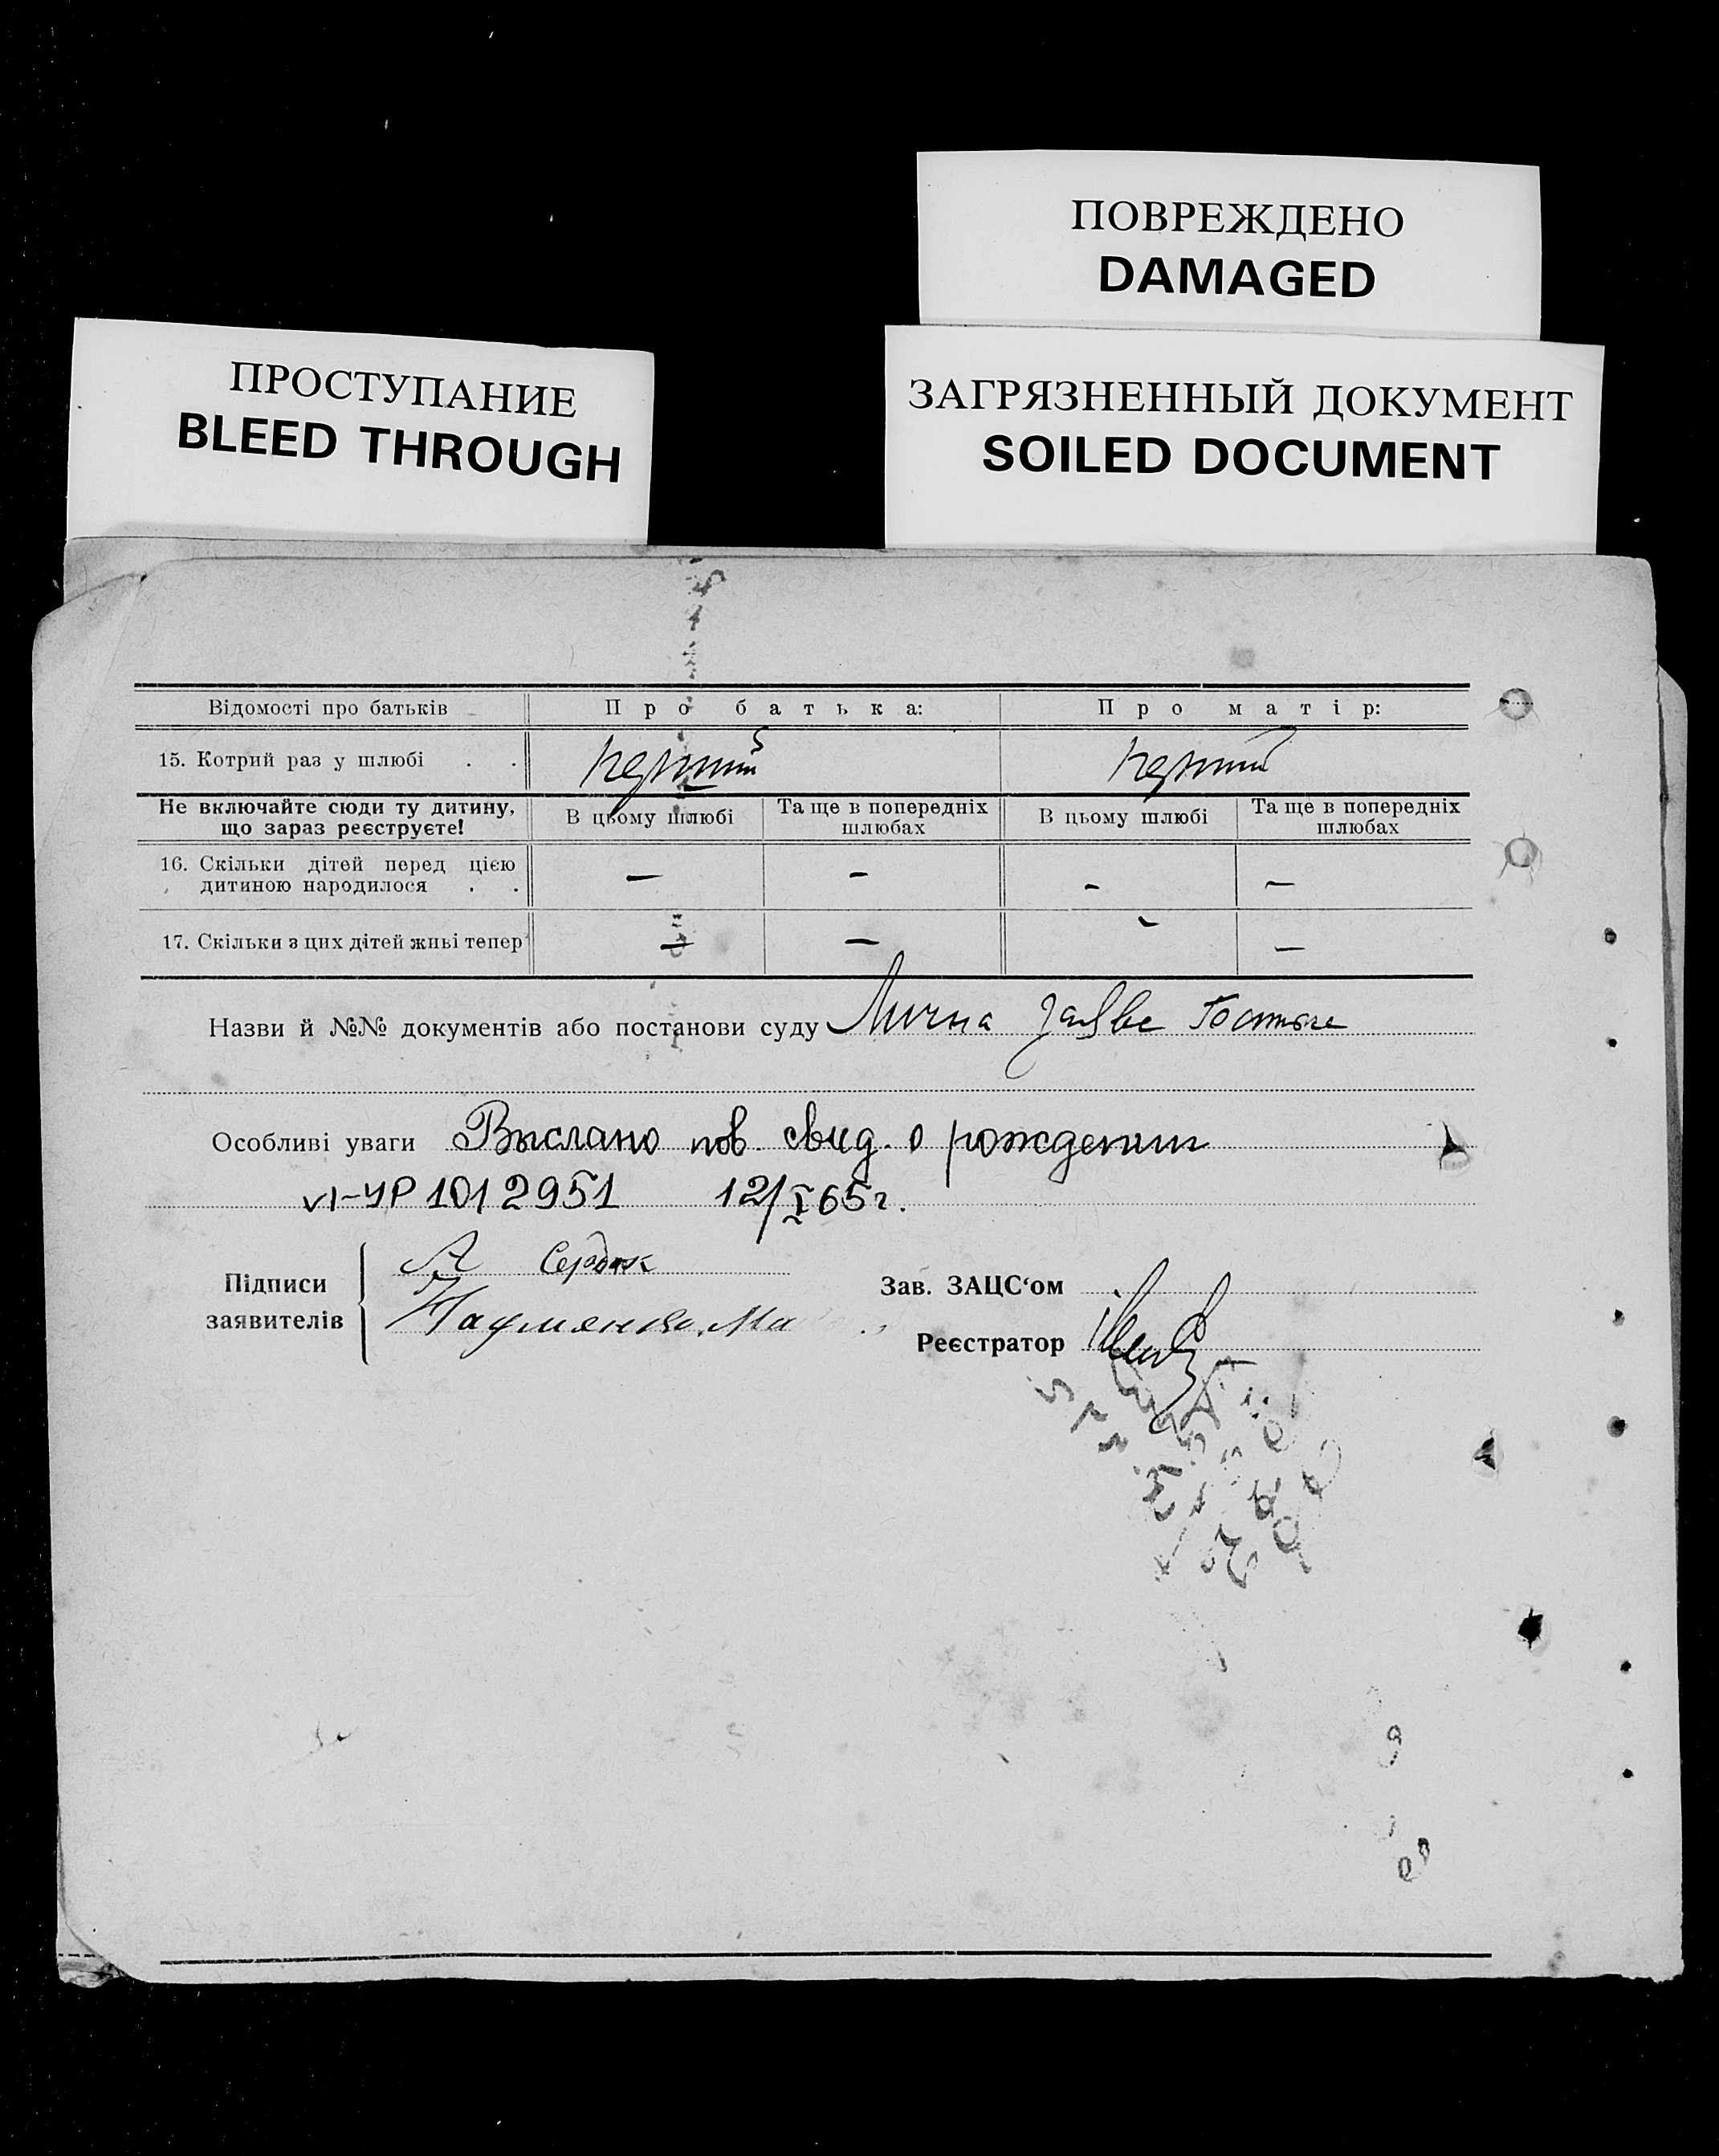 ПОВРЕЖДЕНО
DAMAGED
ПРОСТУПАНИЕ
BLEED THROUGH
ЗАГРЯЗНЕННЫЙ ДОКУМЕНТ
SOILED DOCUMENT
Відомості про батьків Про батька: Про матір:
15. Котрий раз у шлюбі . . перший перший
Не включайте сюди ту дитину, що зараз реєструєте! В цьому шлюбі Та ще в попередніх шлюбах В цьому шлюбі Та ще в попередніх шлюбах
16. Скільки дітей перед цією
дитиною народилося . . — — — —
17. Скільки з цих дітей живі тепер — — — —
Назви й №№ документів або постанови суду Лична
Особливі уваги Выслано пов. свид. о рождении
VI-УР 1012951 12/I 65г.
Підписи заявителів
Сердюк
Зав. ЗАЦС‘ом
Реєстратор